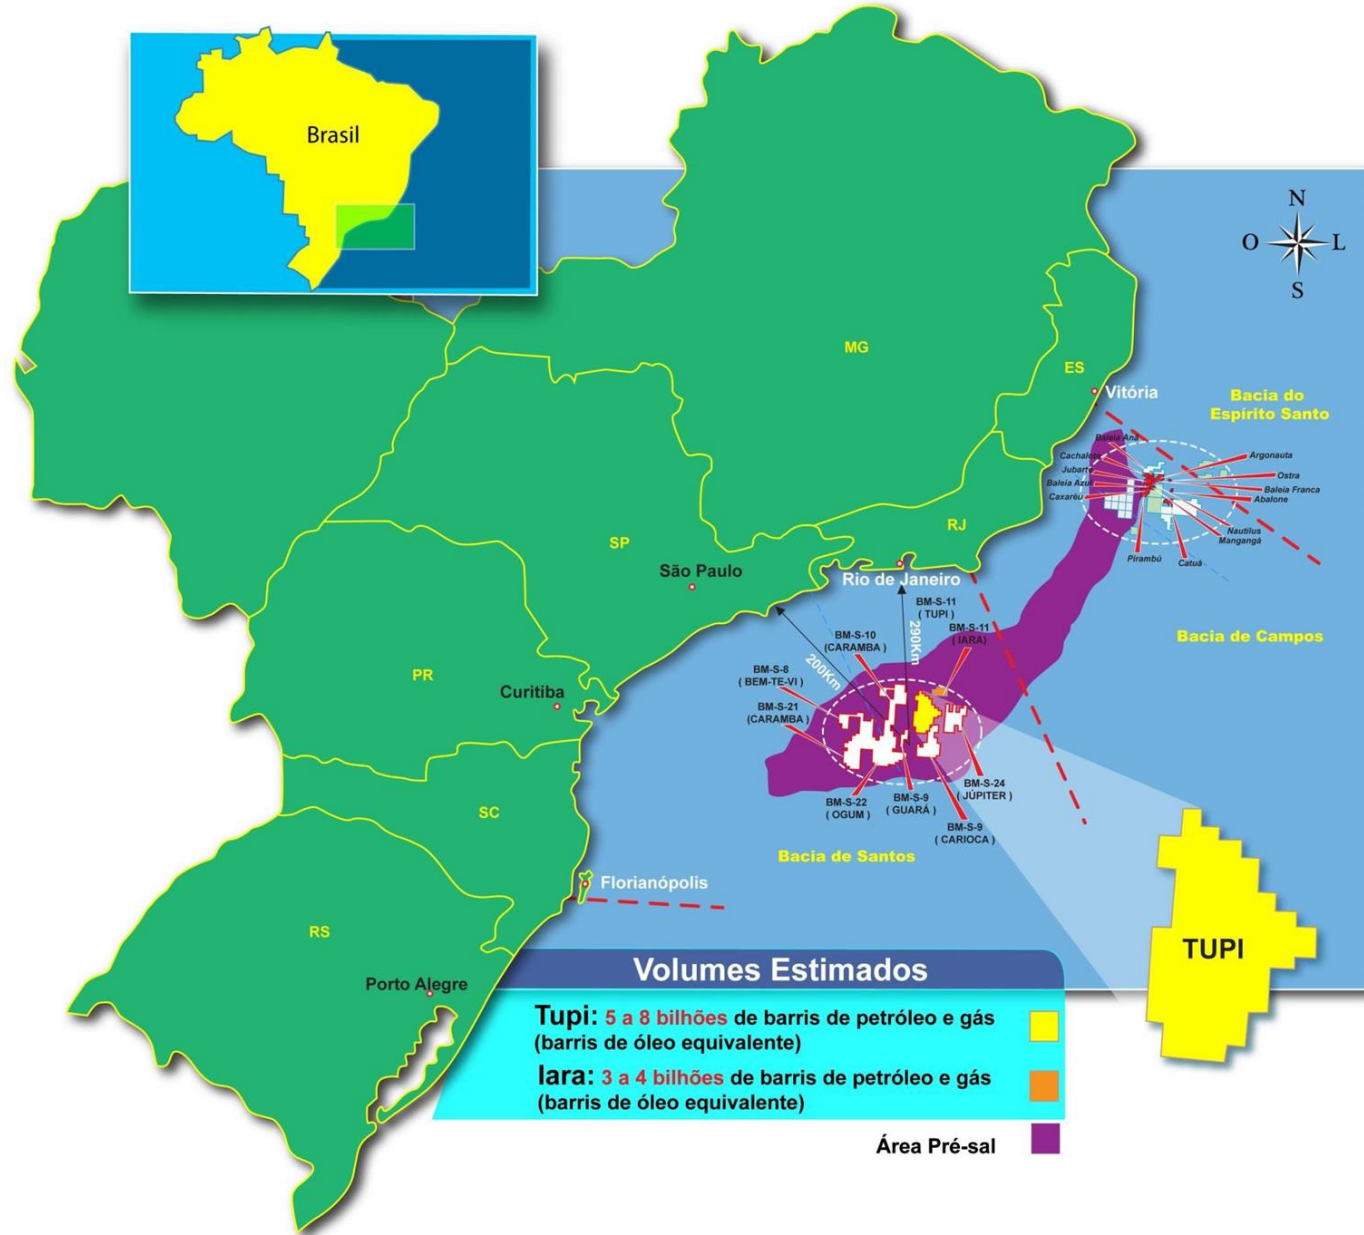 Brasil
N
O
L
S
MG
ES
Vitória
Bacia do
Espírito Santo
Baleia Anã
Cachalote
Jubarte
Baleia Azul
Caxaréu
Argonauta
Ostra
Baleia Franca
Abalone
Nautilus
Mangangá
Pirambú
Catuá
RJ
SP
São Paulo
Rio de Janeiro
BM-S-11
( TUPI )
BM-S-11
( IARA)
BM-S-10
(CARAMBA )
290Km
200Km
Bacia de Campos
BM-S-8
( BEM-TE-VI )
BM-S-21
(CARAMBA )
PR
Curitiba
BM-S-22
( OGUM )
BM-S-9
( GUARÁ )
BM-S-24
( JÚPITER )
BM-S-9
( CARIOCA )
SC
Bacia de Santos
Florianópolis
RS
Porto Alegre
TUPI
Volumes Estimados
Tupi: 5 a 8 bilhões de barris de petróleo e gás
(barris de óleo equivalente)
Iara: 3 a 4 bilhões de barris de petróleo e gás
(barris de óleo equivalente)
Área Pré-sal